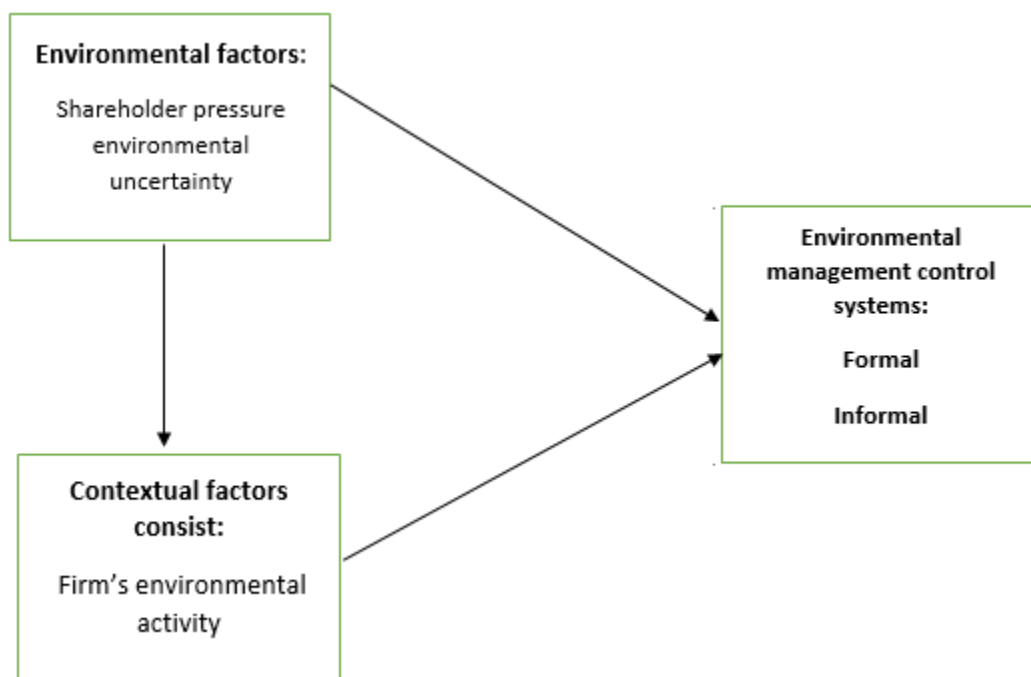 Environmental factors:
Shareholder pressure
environmental
uncertainty
Environmental
management control
systems:
Formal
Informal
Contextual factors
consist:
Firm’s environmental
activity